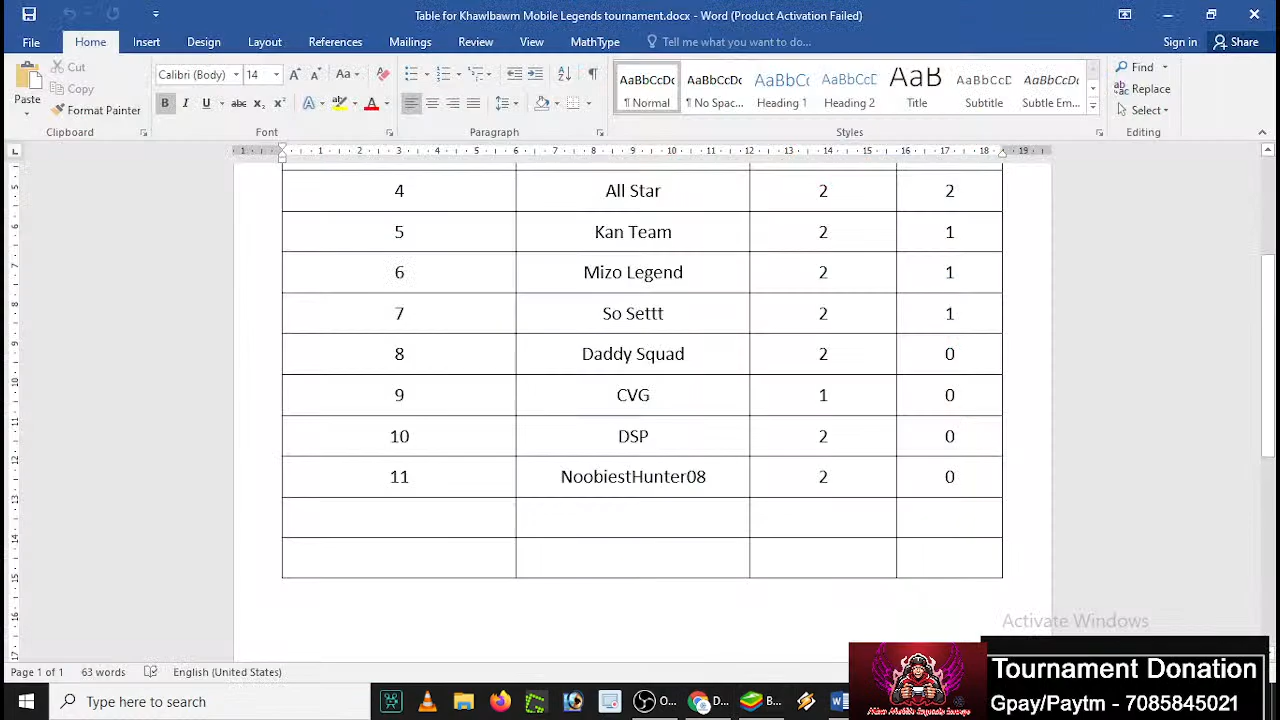 Table for Khawlbawm Mobile Legends tournament.docx - Word (Product Activation Failed)
File Home Insert Design Layout References Mailings Review View MathType Tell me what you want to do... Sign in Share
Paste
Cut
Copy
Format Painter
Clipboard
Calibri (Body) 14
Font
Paragraph
AaBbCcDc AaBbCcDc AaBbCc AaBbCcC AaB AaBbCcD AaBbCcDc
¶ Normal ¶ No Spac... Heading 1 Heading 2 Title Subtitle Subtle Em...
Styles
Find
Replace
Select
Editing
4 All Star 2 2
5 Kan Team 2 1
6 Mizo Legend 2 1
7 So Settt 2 1
8 Daddy Squad 2 0
9 CVG 1 0
10 DSP 2 0
11 NoobiestHunter08 2 0
Activate Windows
Page 1 of 1 63 words English (United States)
Type here to search
O... D... B...
Tournament Donation
Gpay/Paytm - 7085845021